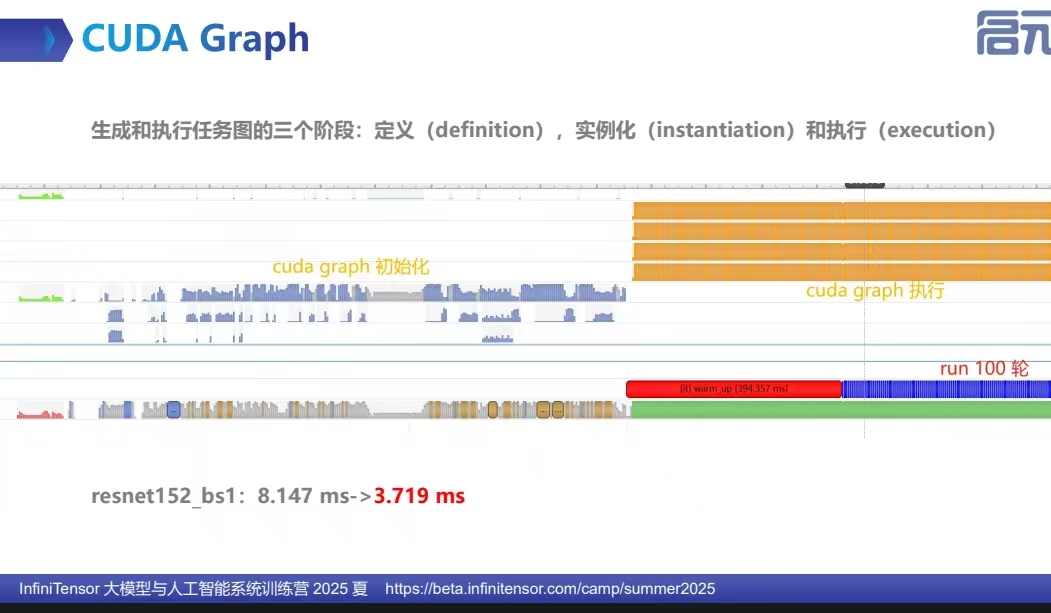 CUDA Graph
启元
生成和执行任务图的三个阶段：定义（definition），实例化（instantiation）和执行（execution）
cuda graph 初始化
cuda graph 执行
run 100 轮
[it] warm_up [394.357 ms]
resnet152_bs1：8.147 ms->3.719 ms
InfiniTensor 大模型与人工智能系统训练营 2025 夏 https://beta.infinitensor.com/camp/summer2025